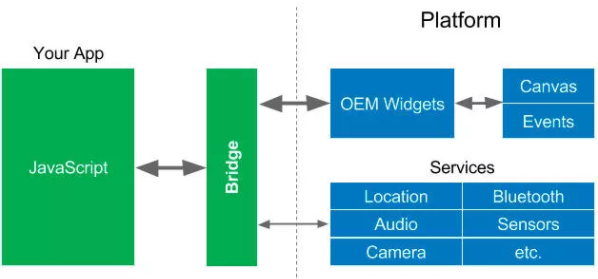 Platform
Your App
JavaScript
Bridge
OEM Widgets
Canvas
Events
Services
Location
Bluetooth
Audio
Sensors
Camera
etc.